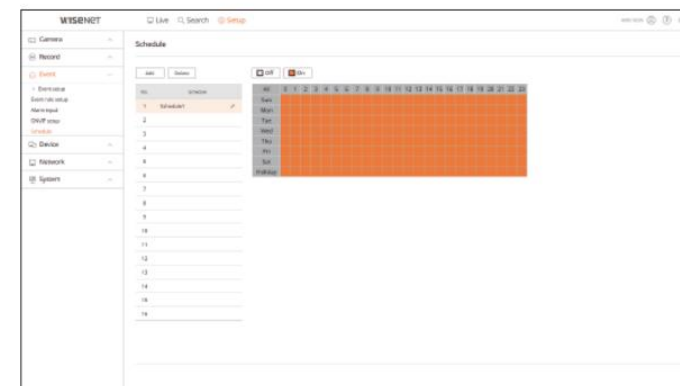 WISENET
Live Search Setup
Camera
Record
Event
Event setup
Event rule setup
Alarm input
ONVIF setup
Schedule
Device
Network
System
Schedule
Add Delete
No. Schedule
1 Schedule1
2
3
4
5
6
7
8
9
10
11
12
13
14
15
16
Off On
All 0 1 2 3 4 5 6 7 8 9 10 11 12 13 14 15 16 17 18 19 20 21 22 23
Sun
Mon
Tue
Wed
Thu
Fri
Sat
Holiday